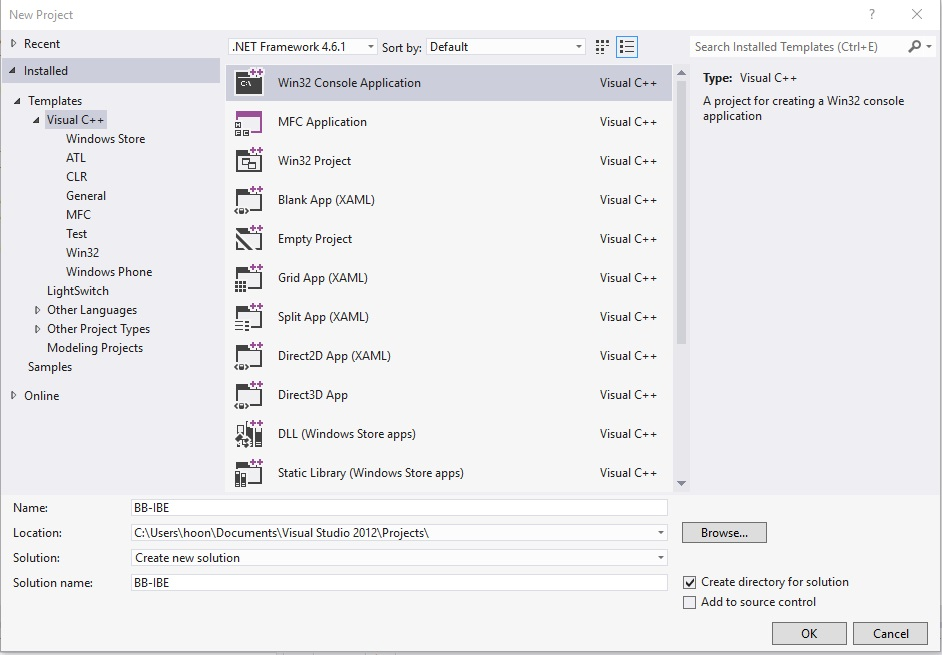 New Project
?
Recent
.NET Framework 4.6.1 Sort by: Default
Search Installed Templates (Ctrl+E)
Installed
Templates
Visual C++
Windows Store
ATL
CLR
General
MFC
Test
Win32
Windows Phone
LightSwitch
Other Languages
Other Project Types
Modeling Projects
Samples
Online
Win32 Console Application Visual C++
MFC Application Visual C++
Win32 Project Visual C++
Blank App (XAML) Visual C++
Empty Project Visual C++
Grid App (XAML) Visual C++
Split App (XAML) Visual C++
Direct2D App (XAML) Visual C++
Direct3D App Visual C++
DLL (Windows Store apps) Visual C++
Static Library (Windows Store apps) Visual C++
Type: Visual C++
A project for creating a Win32 console
application
Name: BB-IBE
Location: C:\Users\hoon\Documents\Visual Studio 2012\Projects\ Browse...
Solution: Create new solution
Solution name: BB-IBE
Create directory for solution
Add to source control
OK Cancel